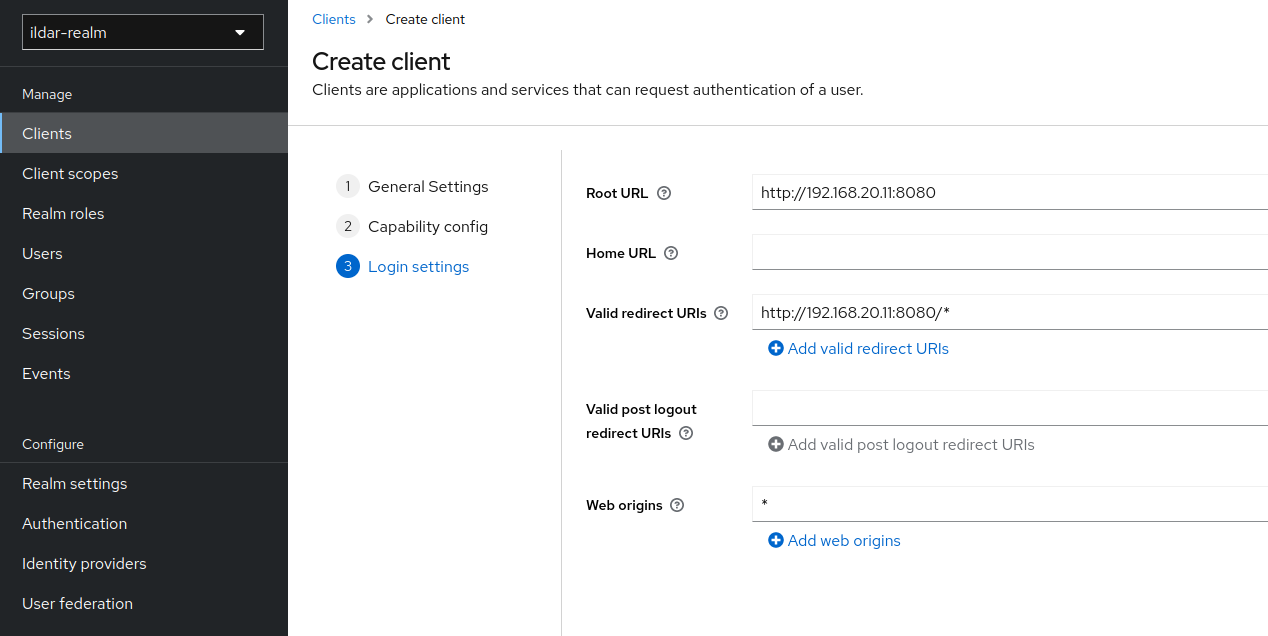 ildar-realm
Manage
Clients
Client scopes
Realm roles
Users
Groups
Sessions
Events
Configure
Realm settings
Authentication
Identity providers
User federation
Clients > Create client
Create client
Clients are applications and services that can request authentication of a user.
1 General Settings
2 Capability config
3 Login settings
Root URL ? http://192.168.20.11:8080
Home URL ?
Valid redirect URIs ? http://192.168.20.11:8080/*
Add valid redirect URIs
Valid post logout
redirect URIs ?
Add valid post logout redirect URIs
Web origins ? *
Add web origins